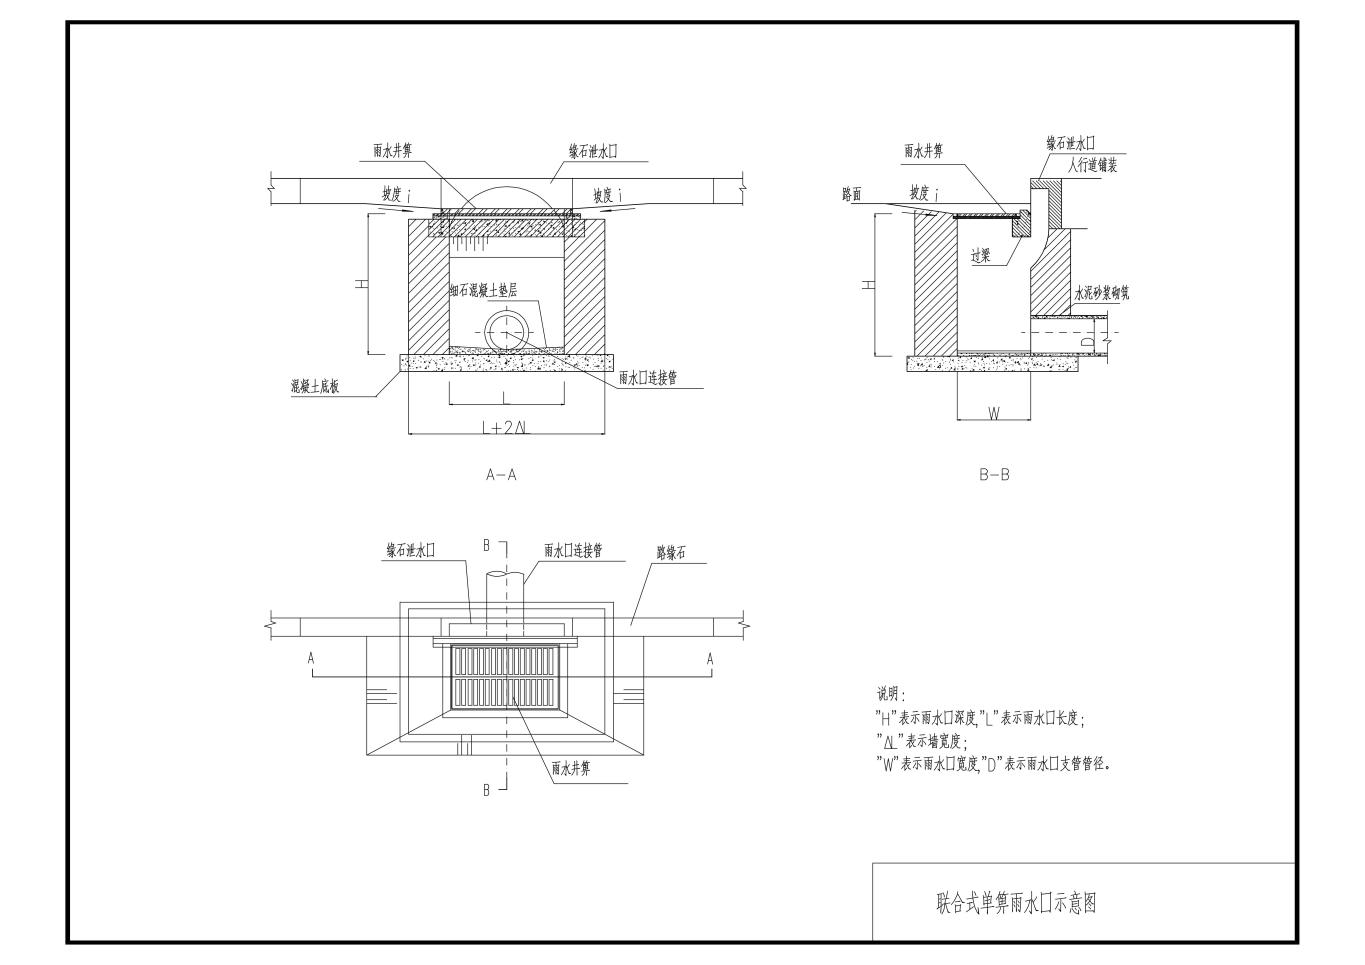 雨水井箅
缘石泄水口
坡度 i
坡度 i
H
细石混凝土垫层
混凝土底板
雨水口连接管
L
L+2ΔL
A-A
雨水井箅
缘石泄水口
人行道铺装
路面
坡度 i
过梁
H
水泥砂浆砌筑
D
W
B-B
缘石泄水口
B
雨水口连接管
路缘石
A
A
雨水井箅
B
说明:
"H"表示雨水口深度,"L"表示雨水口长度;
"ΔL"表示墙宽度;
"W"表示雨水口宽度,"D"表示雨水口支管管径。
联合式单箅雨水口示意图